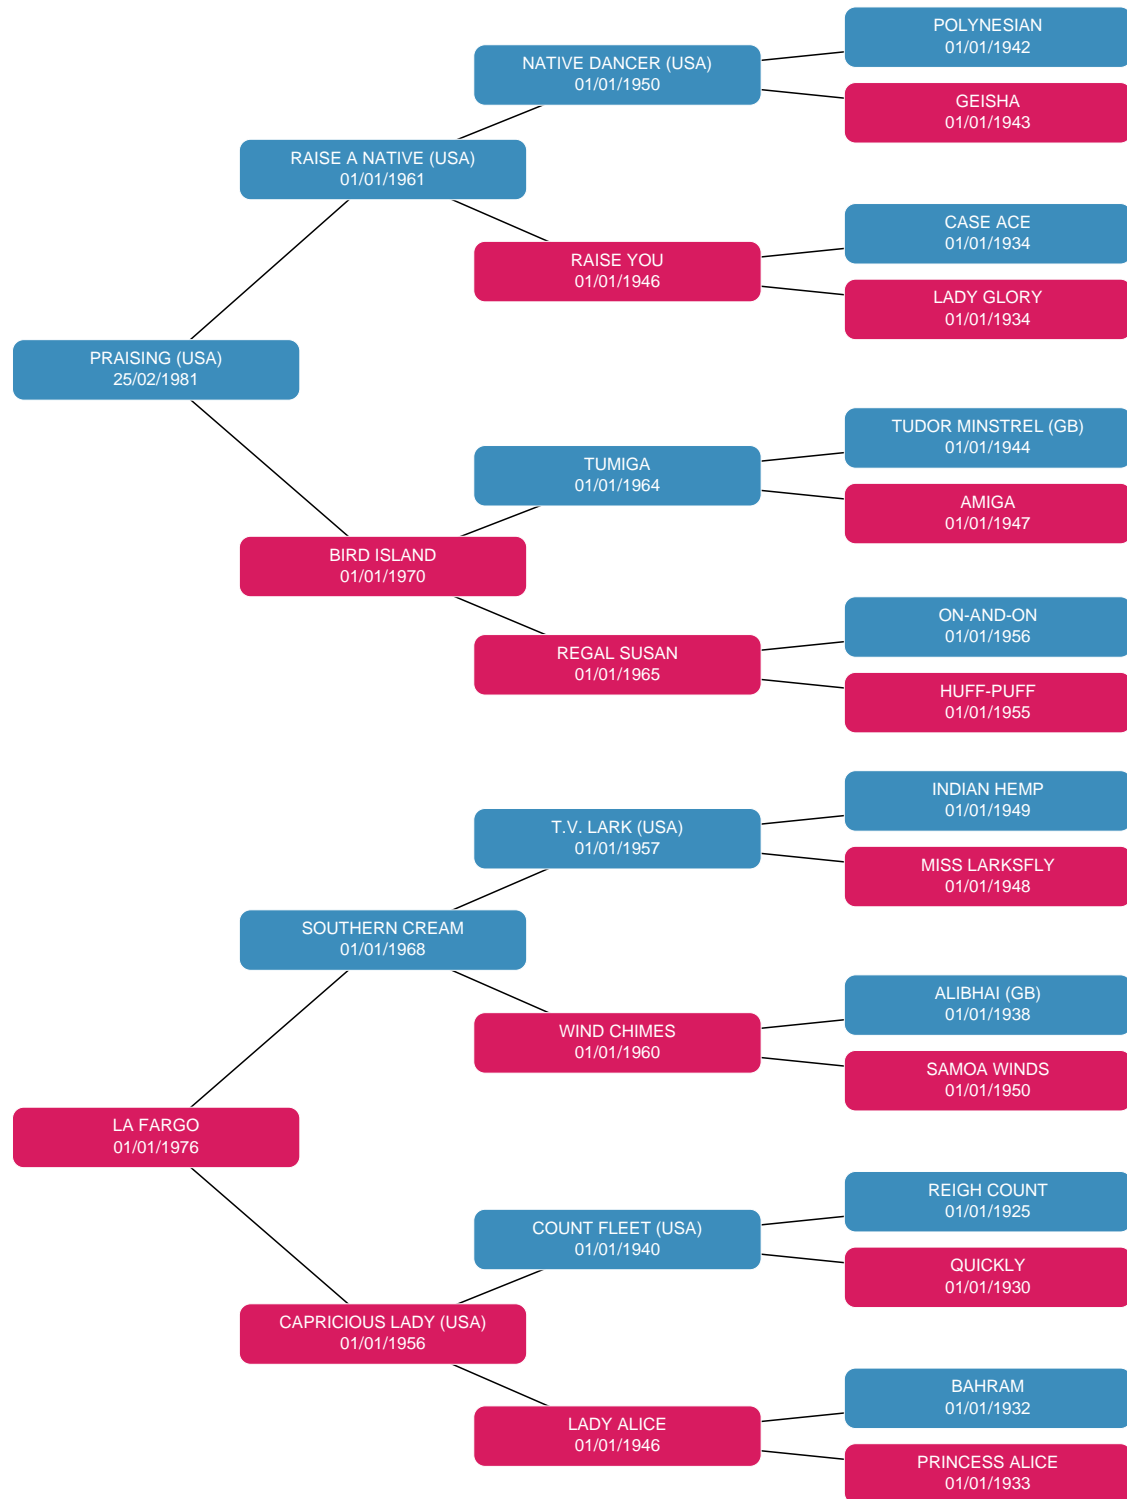 POLYNESIAN
01/01/1942
NATIVE DANCER (USA)
01/01/1950
GEISHA
01/01/1943
RAISE A NATIVE (USA)
01/01/1961
CASE ACE
01/01/1934
RAISE YOU
01/01/1946
LADY GLORY
01/01/1934
PRAISING (USA)
25/02/1981
TUDOR MINSTREL (GB)
01/01/1944
TUMIGA
01/01/1964
AMIGA
01/01/1947
BIRD ISLAND
01/01/1970
ON-AND-ON
01/01/1956
REGAL SUSAN
01/01/1965
HUFF-PUFF
01/01/1955
INDIAN HEMP
01/01/1949
T.V. LARK (USA)
01/01/1957
MISS LARKSFLY
01/01/1948
SOUTHERN CREAM
01/01/1968
ALIBHAI (GB)
01/01/1938
WIND CHIMES
01/01/1960
SAMOA WINDS
01/01/1950
LA FARGO
01/01/1976
REIGH COUNT
01/01/1925
COUNT FLEET (USA)
01/01/1940
QUICKLY
01/01/1930
CAPRICIOUS LADY (USA)
01/01/1956
BAHRAM
01/01/1932
LADY ALICE
01/01/1946
PRINCESS ALICE
01/01/1933